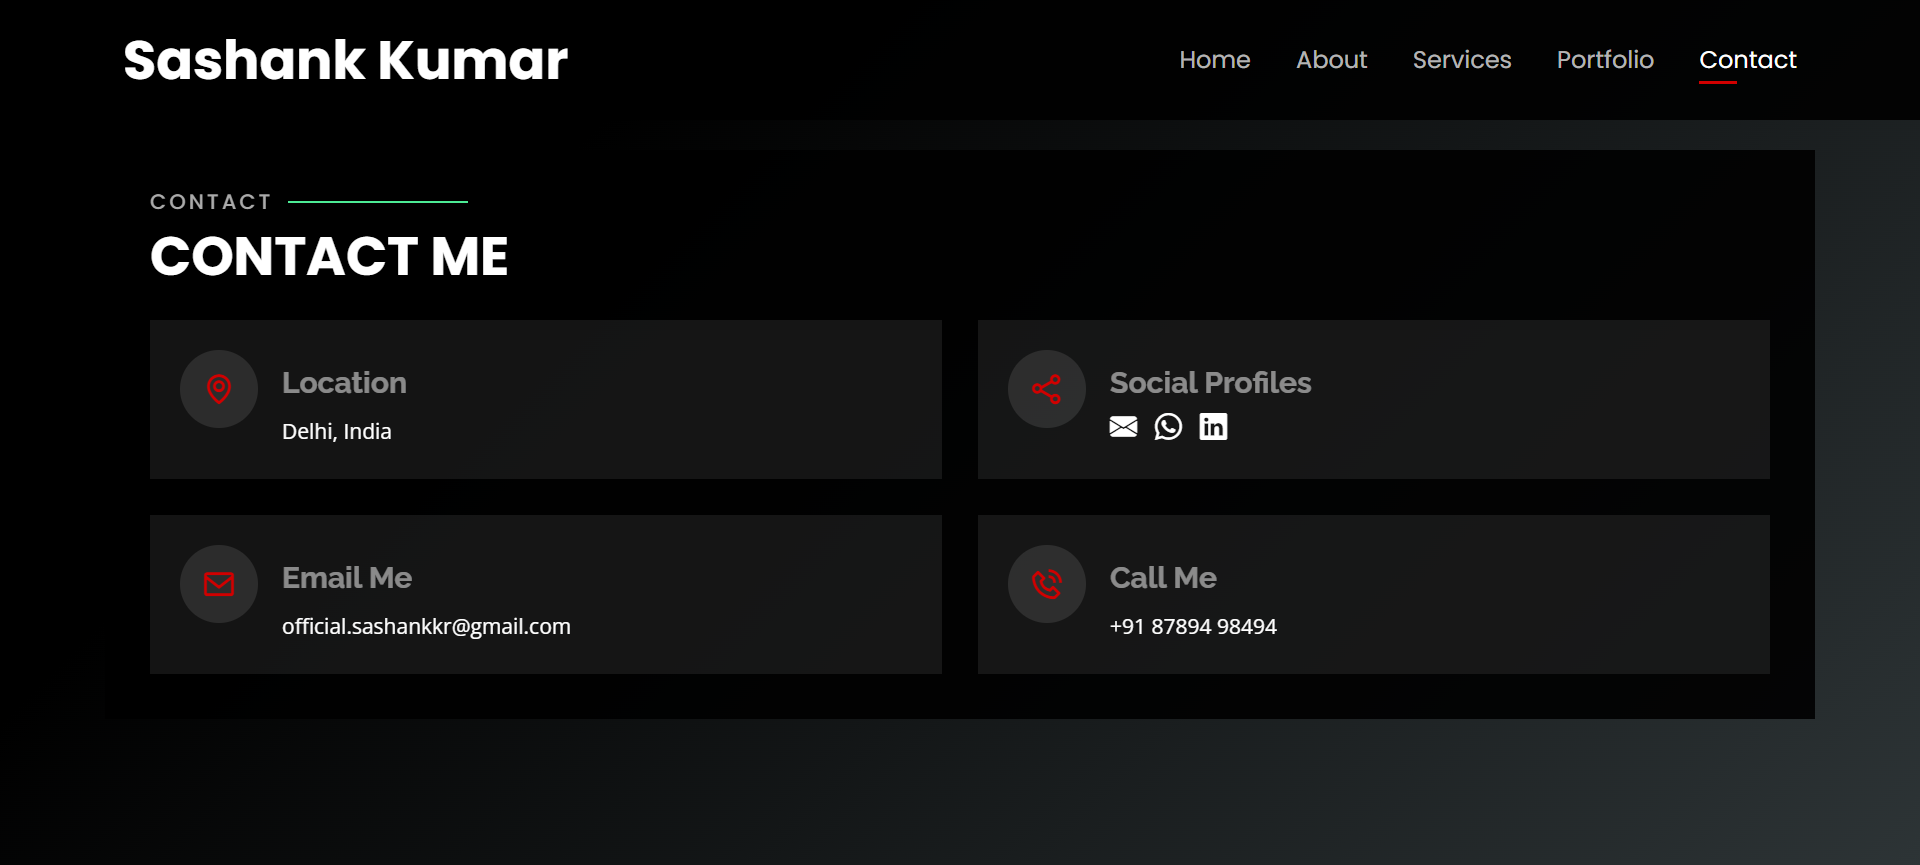 Sashank Kumar
Home About Services Portfolio Contact
CONTACT
CONTACT ME
Location
Delhi, India
Social Profiles
in
Email Me
official.sashankkr@gmail.com
Call Me
+91 87894 98494